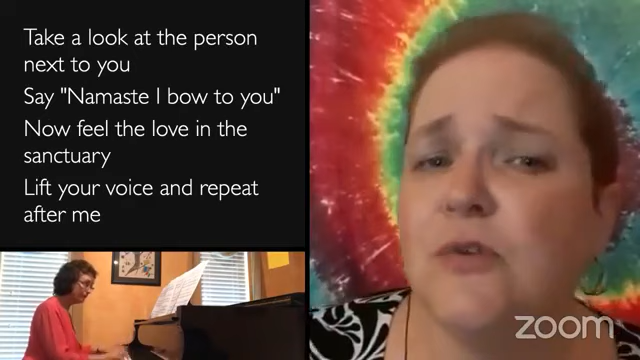 Take a look at the person
next to you
Say "Namaste I bow to you"
Now feel the love in the
sanctuary
Lift your voice and repeat
after me
zoom